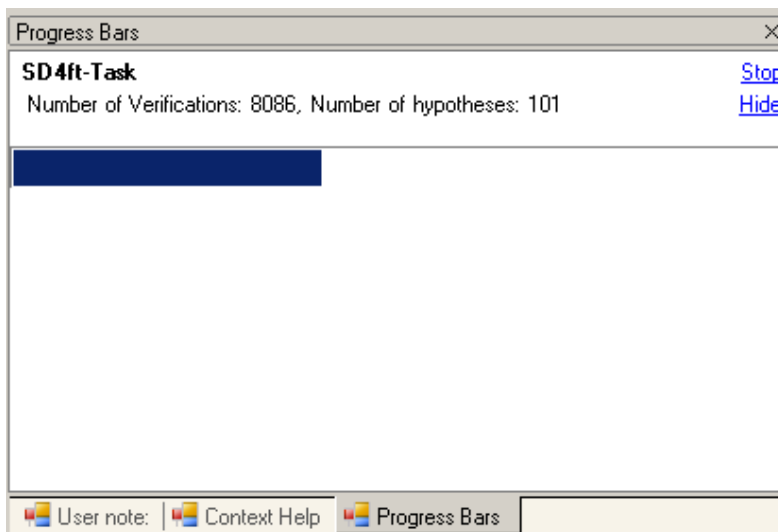 Progress Bars
SD4ft-Task Stop
Number of Verifications: 8086, Number of hypotheses: 101 Hide
User note: Context Help Progress Bars